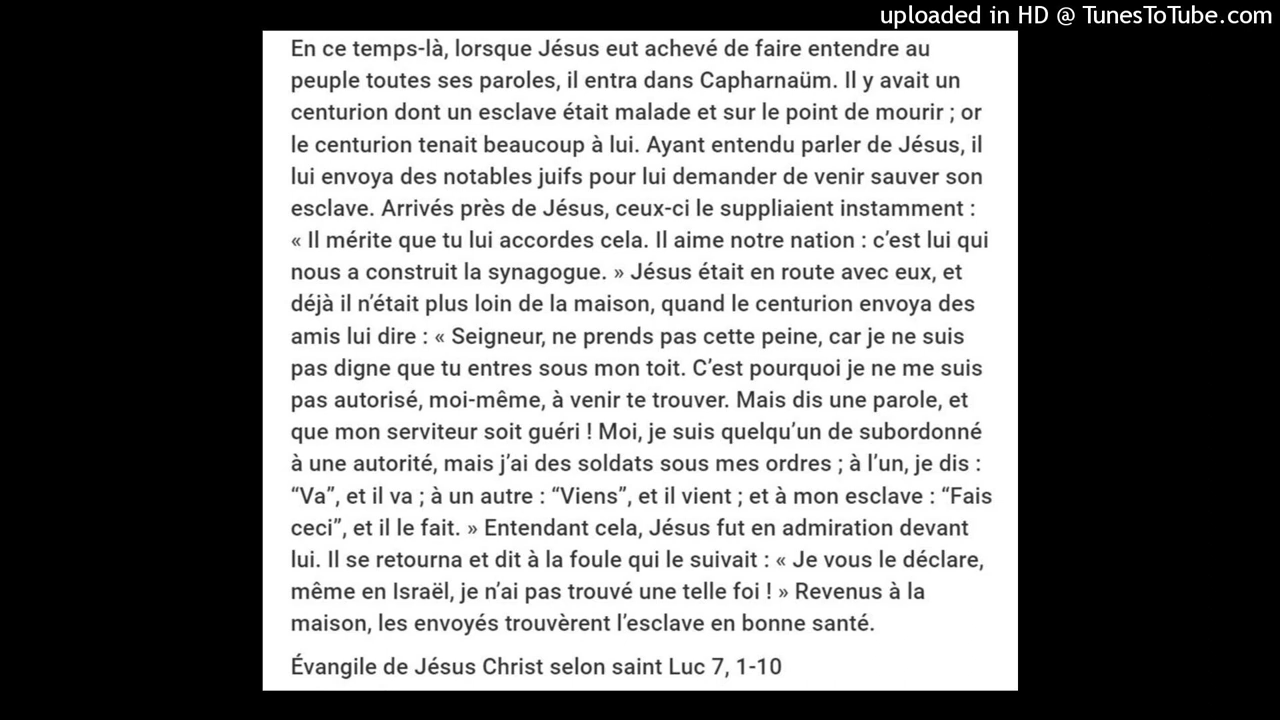 uploaded in HD @ TunesToTube.com
En ce temps-là, lorsque Jésus eut achevé de faire entendre au
peuple toutes ses paroles, il entra dans Capharnaüm. Il y avait un
centurion dont un esclave était malade et sur le point de mourir ; or
le centurion tenait beaucoup à lui. Ayant entendu parler de Jésus, il
lui envoya des notables juifs pour lui demander de venir sauver son
esclave. Arrivés près de Jésus, ceux-ci le suppliaient instamment :
« Il mérite que tu lui accordes cela. Il aime notre nation : c’est lui qui
nous a construit la synagogue. » Jésus était en route avec eux, et
déjà il n’était plus loin de la maison, quand le centurion envoya des
amis lui dire : « Seigneur, ne prends pas cette peine, car je ne suis
pas digne que tu entres sous mon toit. C’est pourquoi je ne me suis
pas autorisé, moi-même, à venir te trouver. Mais dis une parole, et
que mon serviteur soit guéri ! Moi, je suis quelqu’un de subordonné
à une autorité, mais j’ai des soldats sous mes ordres ; à l’un, je dis :
“Va”, et il va ; à un autre : “Viens”, et il vient ; et à mon esclave : “Fais
ceci”, et il le fait. » Entendant cela, Jésus fut en admiration devant
lui. Il se retourna et dit à la foule qui le suivait : « Je vous le déclare,
même en Israël, je n’ai pas trouvé une telle foi ! » Revenus à la
maison, les envoyés trouvèrent l’esclave en bonne santé.
Évangile de Jésus Christ selon saint Luc 7, 1-10